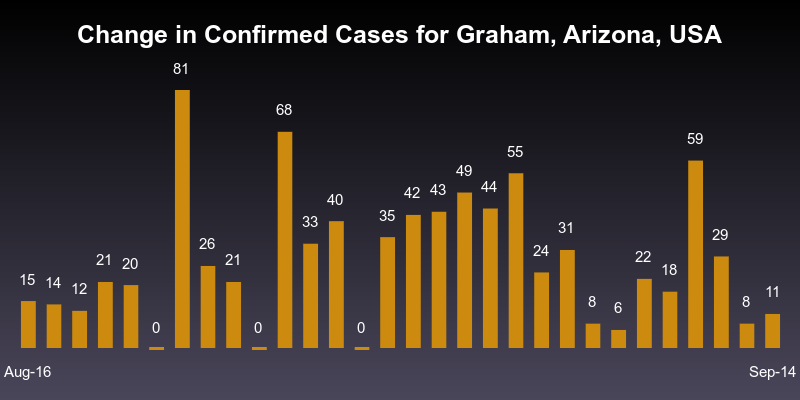 Change in Confirmed Cases for Graham, Arizona, USA
15 14 12 21 20 0 81 26 21 0 68 33 40 0 35 42 43 49 44 55 24 31 8 6 22 18 59 29 8 11
Aug-16 Sep-14